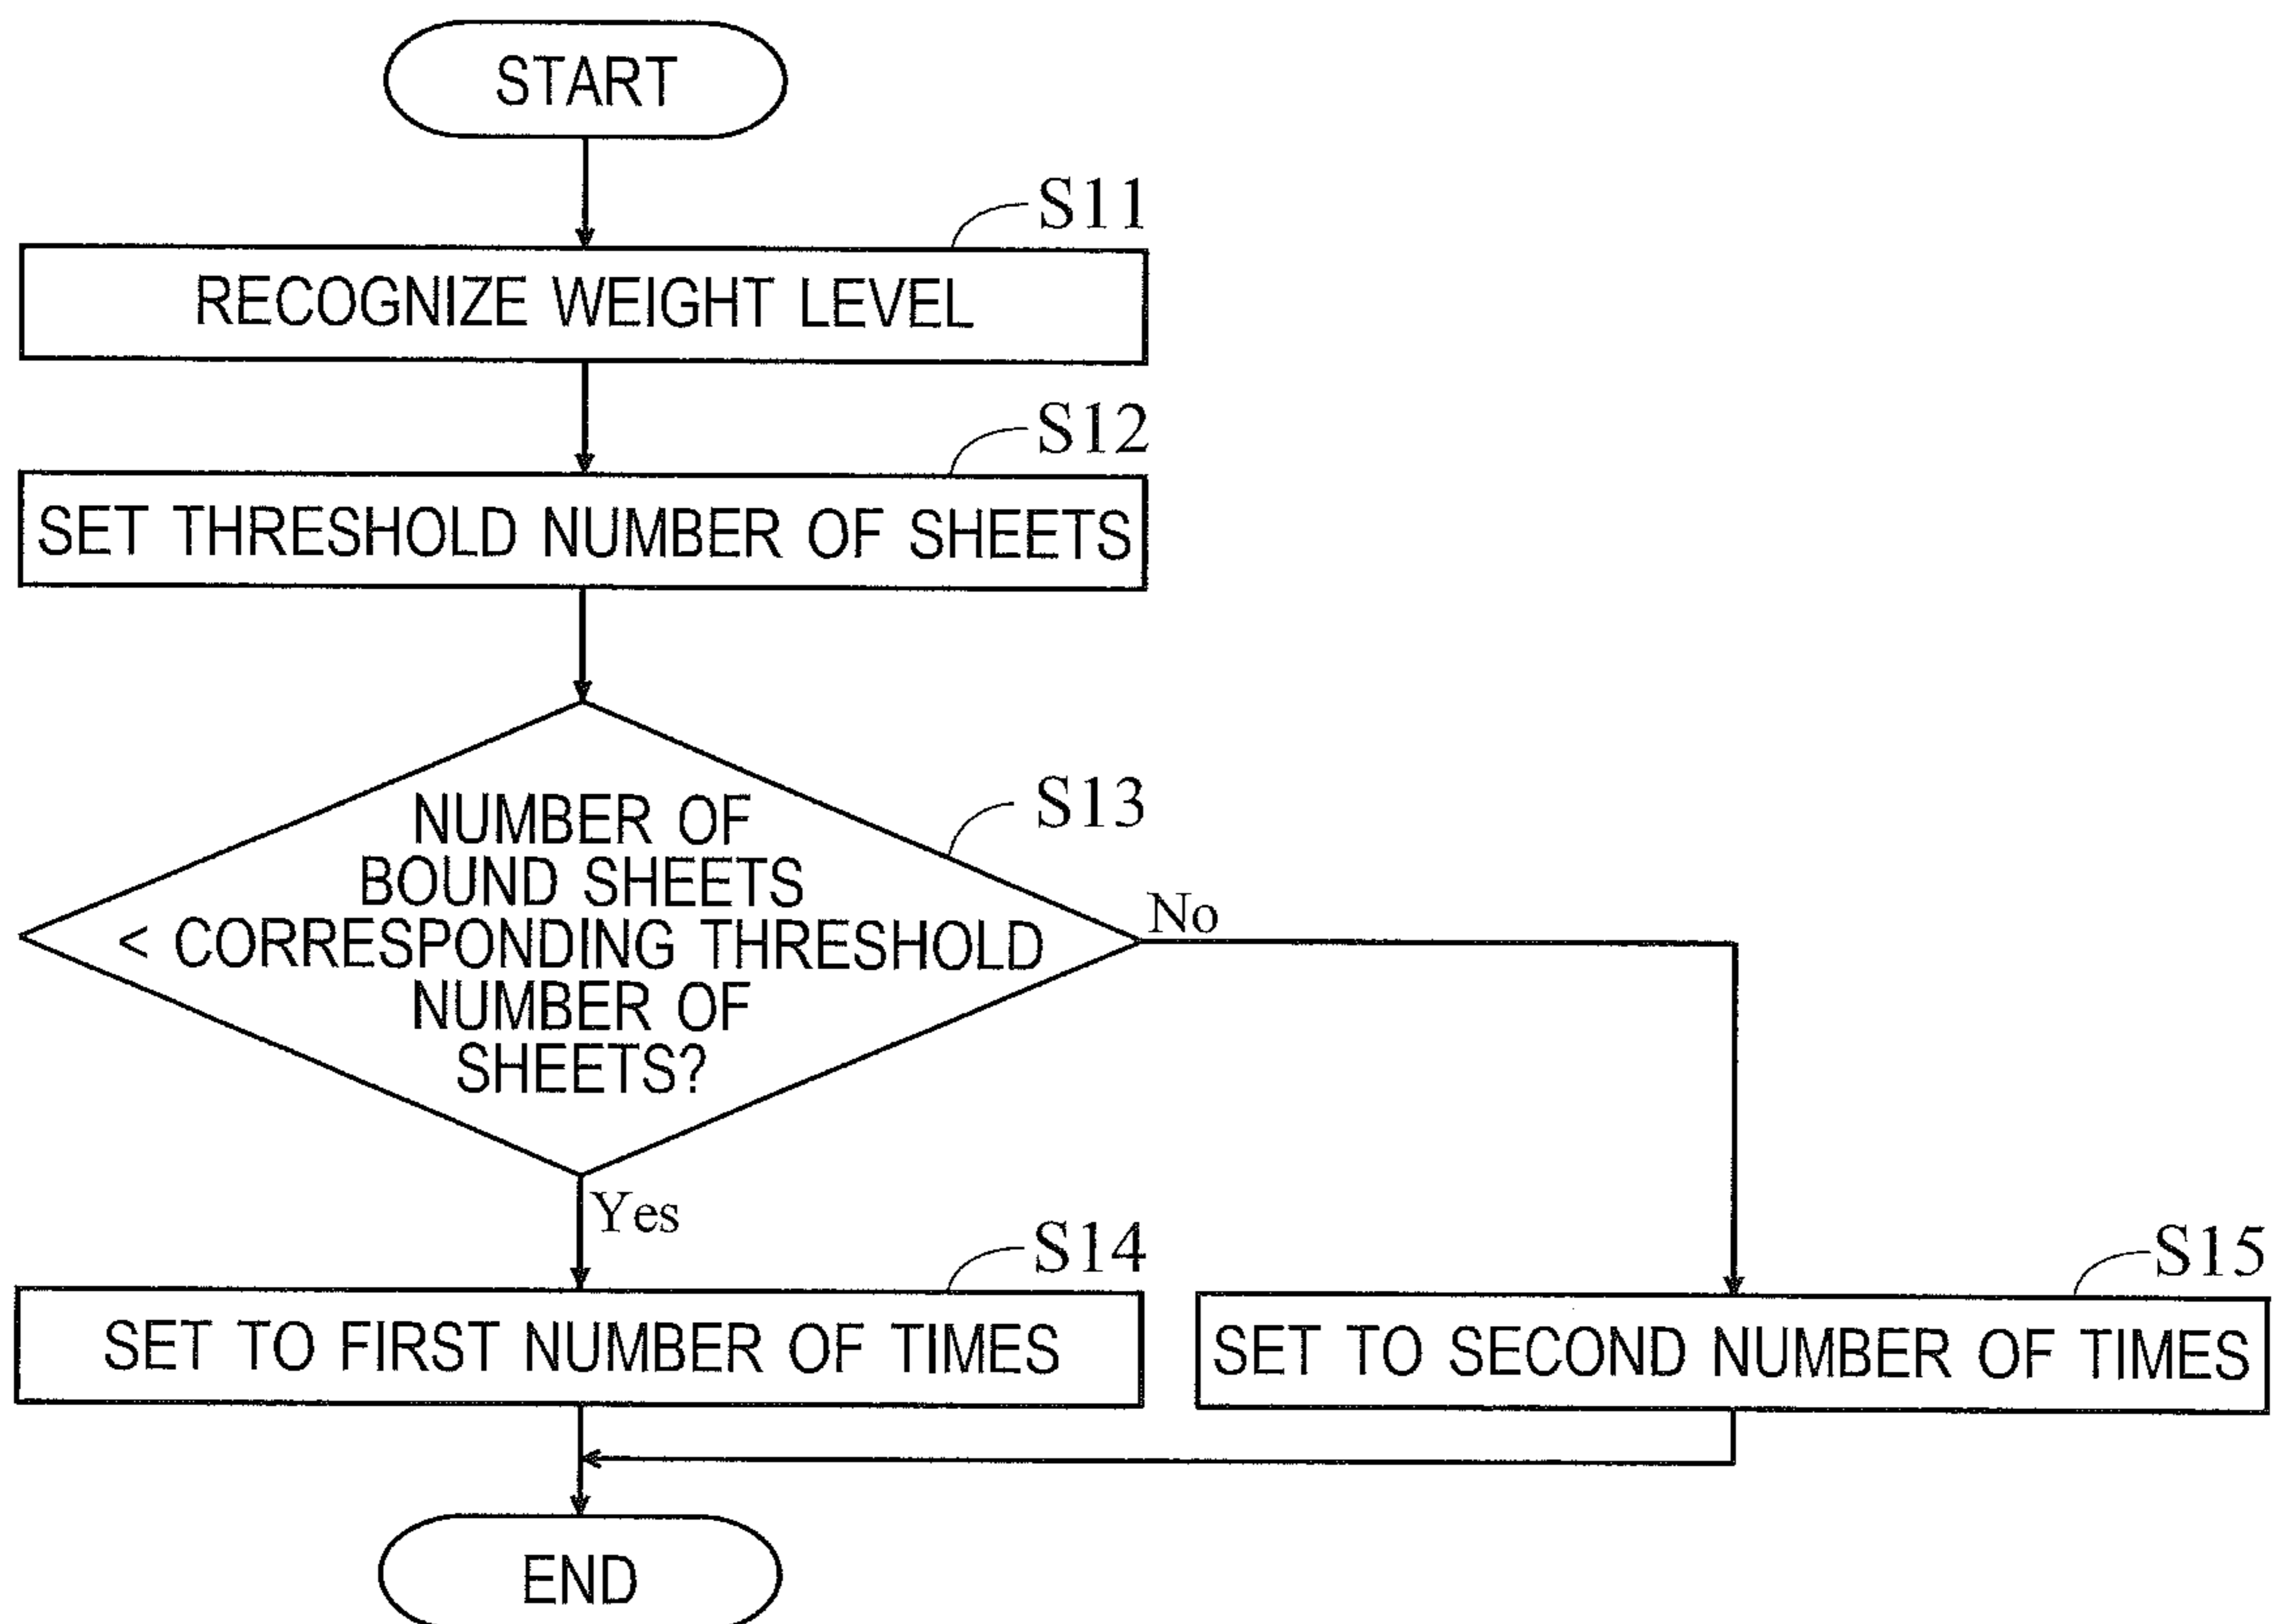 START
S11
RECOGNIZE WEIGHT LEVEL
S12
SET THRESHOLD NUMBER OF SHEETS
S13
NUMBER OF
BOUND SHEETS
< CORRESPONDING THRESHOLD
NUMBER OF
SHEETS?
No
Yes
S14
SET TO FIRST NUMBER OF TIMES
S15
SET TO SECOND NUMBER OF TIMES
END